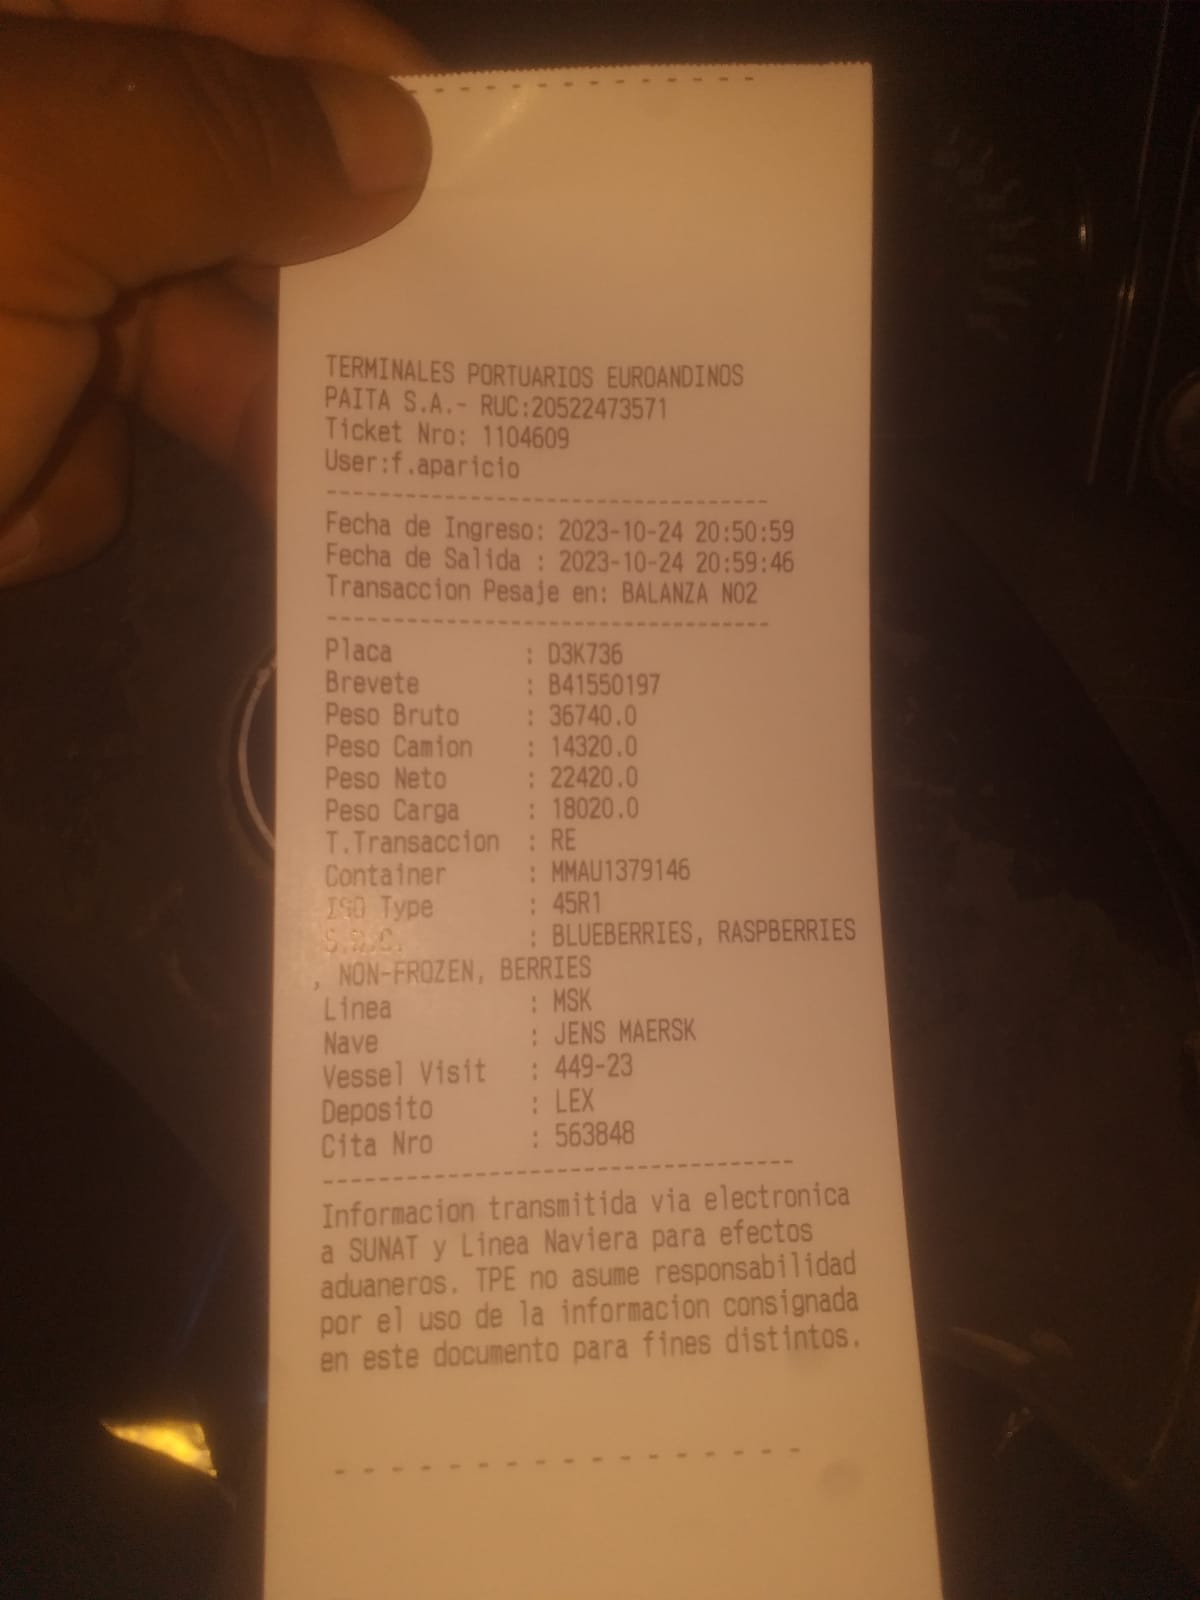 TERMINALES PORTUARIOS EUROANDINOS
PAITA S.A.- RUC:20522473571
Ticket Nro: 1104609
User:f.aparicio
---------------------------------
Fecha de Ingreso: 2023-10-24 20:50:59
Fecha de Salida : 2023-10-24 20:59:46
Transaccion Pesaje en: BALANZA NO2
---------------------------------
Placa : D3K736
Brevete : B41550197
Peso Bruto : 36740.0
Peso Camion : 14320.0
Peso Neto : 22420.0
Peso Carga : 18020.0
T.Transaccion : RE
Container : MMAU1379146
ISO Type : 45R1
: BLUEBERRIES, RASPBERRIES
, NON-FROZEN, BERRIES
Linea : MSK
Nave : JENS MAERSK
Vessel Visit : 449-23
Deposito : LEX
Cita Nro : 563848
---------------------------------
Informacion transmitida via electronica
a SUNAT y Linea Naviera para efectos
aduaneros. TPE no asume responsabilidad
por el uso de la informacion consignada
en este documento para fines distintos.